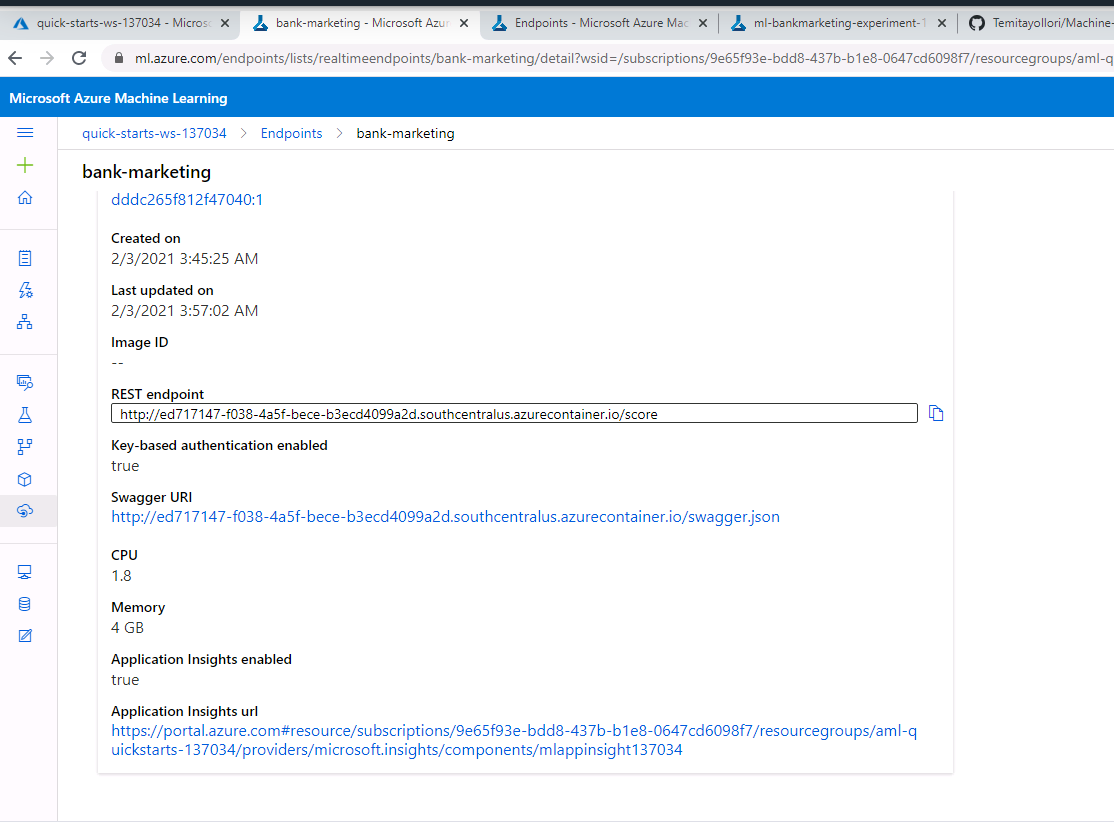 quick-starts-ws-137034 - Micros
bank-marketing - Microsoft Azur
Endpoints - Microsoft Azure Mac
ml-bankmarketing-experiment-1
Temitayollori/Machine-
ml.azure.com/endpoints/lists/realtimeendpoints/bank-marketing/detail?wsid=/subscriptions/9e65f93e-bdd8-437b-b1e8-0647cd6098f7/resourcegroups/aml-q
Microsoft Azure Machine Learning
quick-starts-ws-137034 > Endpoints > bank-marketing
bank-marketing
dddc265f812f47040:1
Created on
2/3/2021 3:45:25 AM
Last updated on
2/3/2021 3:57:02 AM
Image ID
--
REST endpoint
http://ed717147-f038-4a5f-bece-b3ecd4099a2d.southcentralus.azurecontainer.io/score
Key-based authentication enabled
true
Swagger URI
http://ed717147-f038-4a5f-bece-b3ecd4099a2d.southcentralus.azurecontainer.io/swagger.json
CPU
1.8
Memory
4 GB
Application Insights enabled
true
Application Insights url
https://portal.azure.com#resource/subscriptions/9e65f93e-bdd8-437b-b1e8-0647cd6098f7/resourcegroups/aml-q
uickstarts-137034/providers/microsoft.insights/components/mlappinsight137034